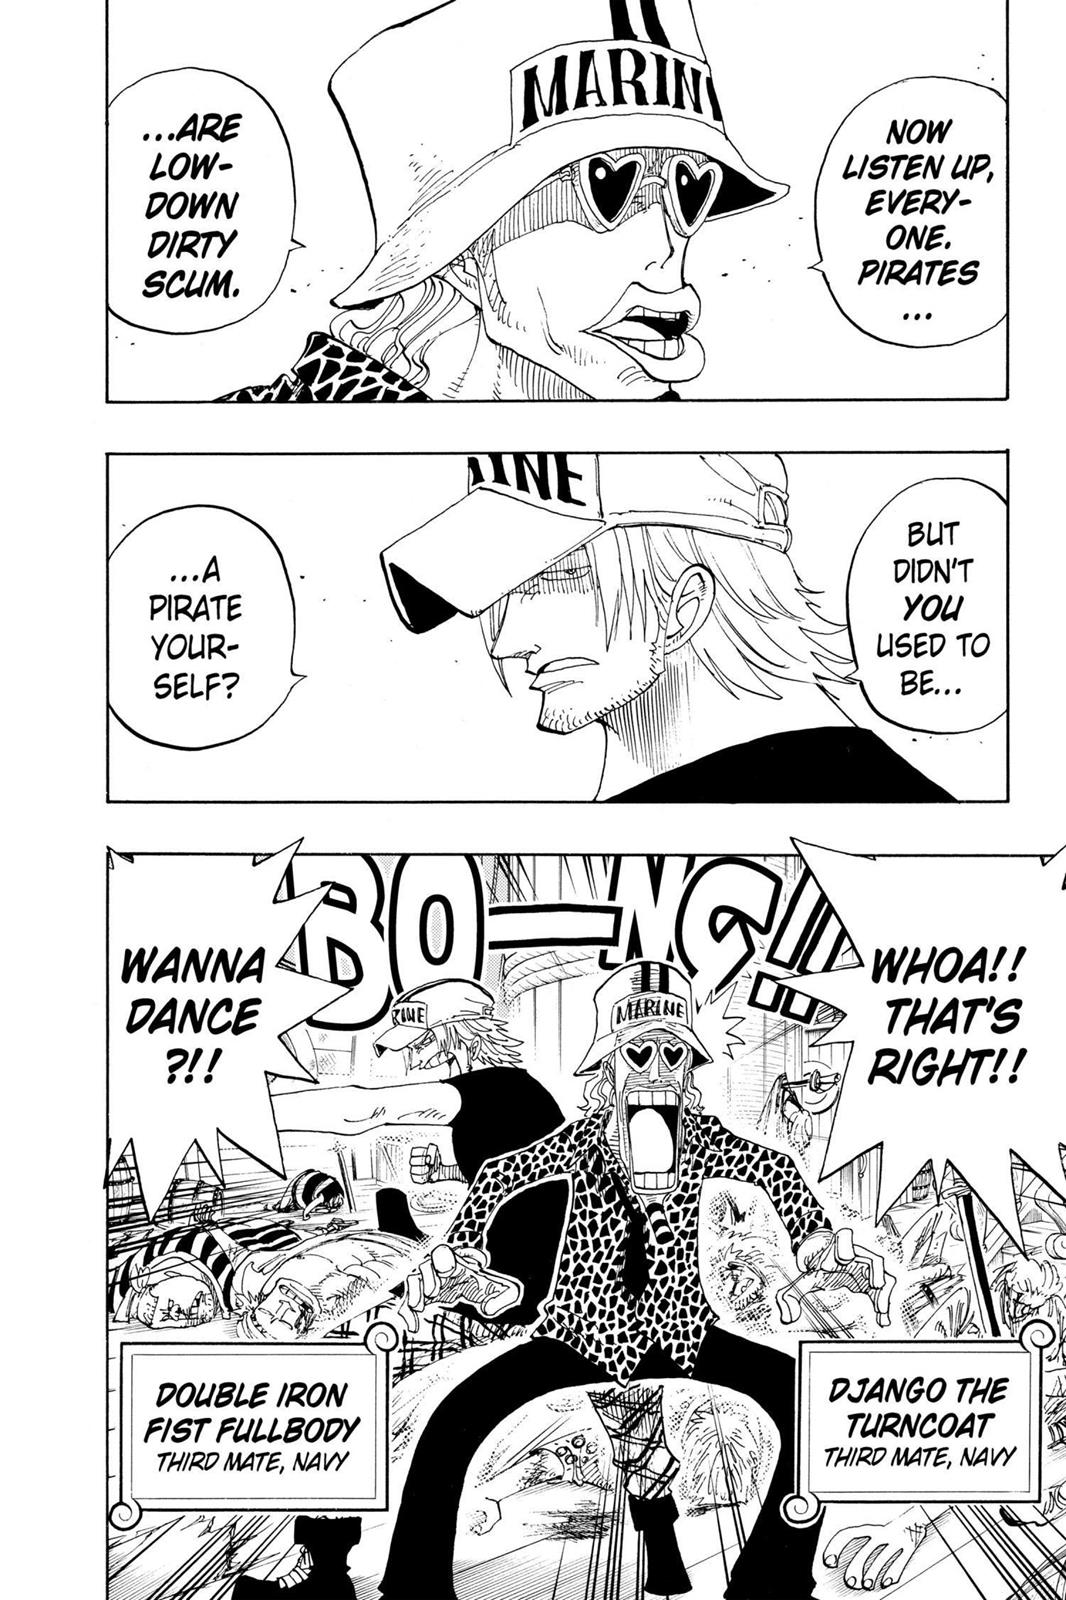 MARINE
NOW
LISTEN UP,
EVERY-
ONE.
PIRATES
...
...ARE
LOW-
DOWN
DIRTY
SCUM.
INE
BUT
DIDN'T
YOU
USED TO
BE...
...A
PIRATE
YOUR-
SELF?
BO—NG!!
WHOA!!
THAT'S
RIGHT!!
WANNA
DANCE
?!!
MARINE
RINE
DJANGO THE
TURNCOAT
THIRD MATE, NAVY
DOUBLE IRON
FIST FULLBODY
THIRD MATE, NAVY